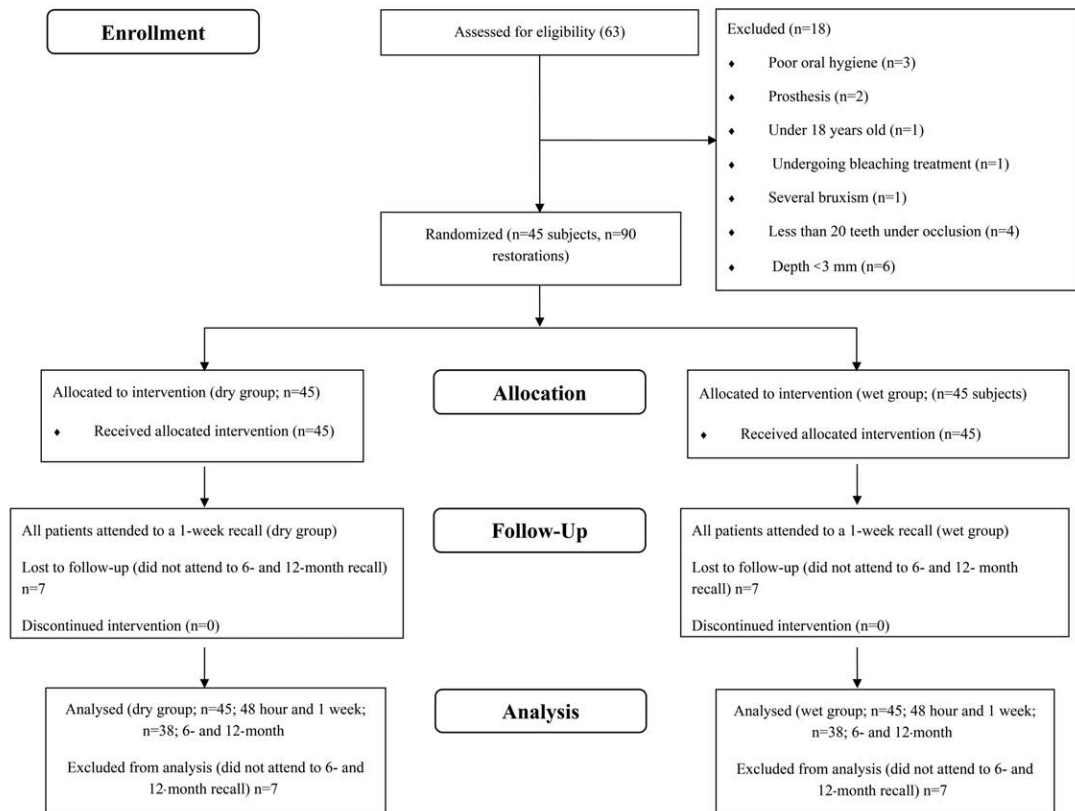 Enrollment
Assessed for eligibility (63)
Excluded (n=18)
♦ Poor oral hygiene (n=3)
♦ Prosthesis (n=2)
♦ Under 18 years old (n=1)
♦ Undergoing bleaching treatment (n=1)
♦ Several bruxism (n=1)
♦ Less than 20 teeth under occlusion (n=4)
♦ Depth <3 mm (n=6)
Randomized (n=45 subjects, n=90
restorations)
Allocation
Allocated to intervention (dry group; n=45)
♦ Received allocated intervention (n=45)
Allocated to intervention (wet group; (n=45 subjects)
♦ Received allocated intervention (n=45)
Follow-Up
All patients attended to a 1-week recall (dry group)
Lost to follow-up (did not attend to 6- and 12-month recall)
n=7
Discontinued intervention (n=0)
All patients attended to a 1-week recall (wet group)
Lost to follow-up (did not attend to 6- and 12- month
recall) n=7
Discontinued intervention (n=0)
Analysis
Analysed (dry group; n=45; 48 hour and 1 week;
n=38; 6- and 12-month
Excluded from analysis (did not attend to 6- and
12-month recall) n=7
Analysed (wet group; n=45; 48 hour and 1 week;
n=38; 6- and 12-month
Excluded from analysis (did not attend to 6- and
12-month recall) n=7